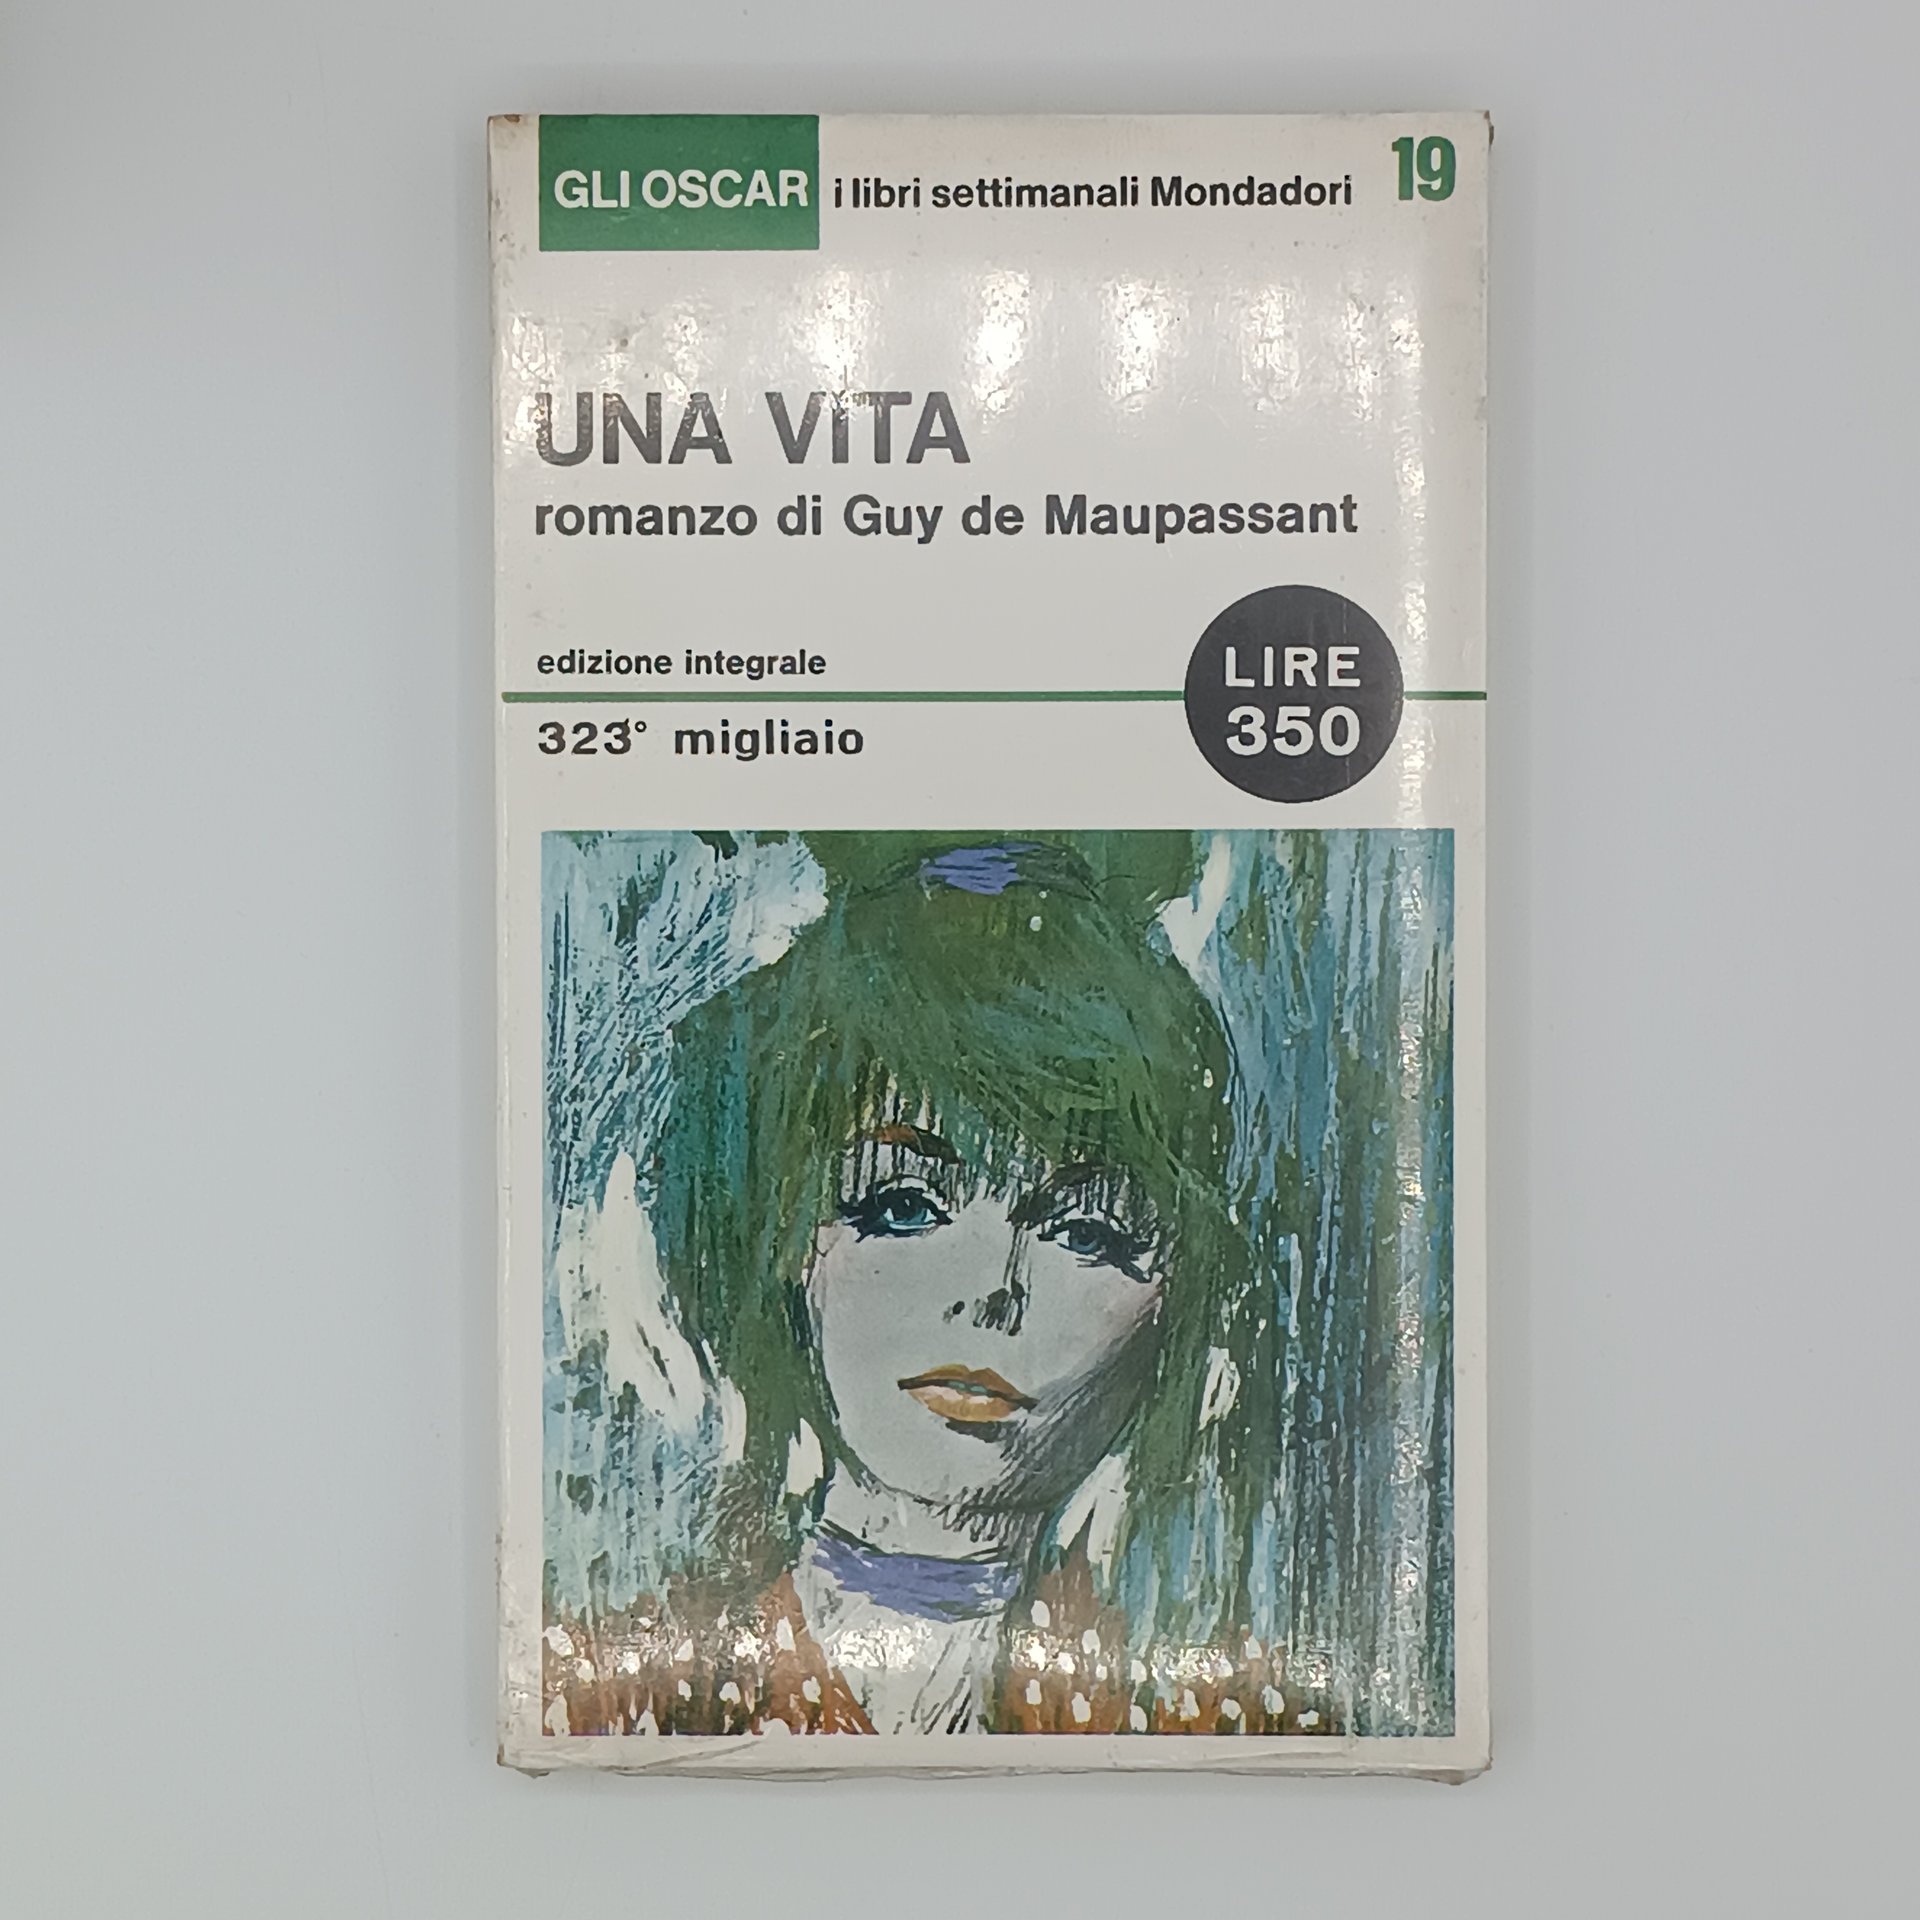 GLI OSCAR i libri settimanali Mondadori 19
UNA VITA
romanzo di Guy de Maupassant
edizione integrale
LIRE
350
323° migliaio